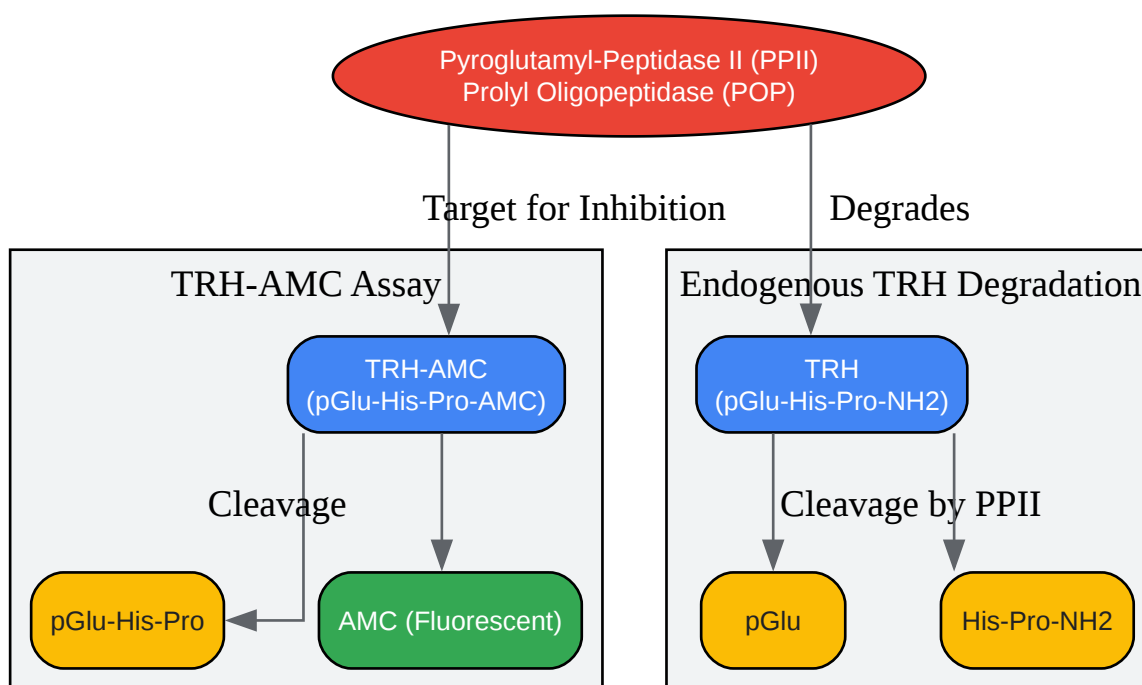 Pyroglutamyl-Peptidase II (PPII)
Prolyl Oligopeptidase (POP)
Target for Inhibition
Degrades
TRH-AMC Assay
Endogenous TRH Degradation
TRH-AMC
(pGlu-His-Pro-AMC)
TRH
(pGlu-His-Pro-NH2)
Cleavage
Cleavage by PPII
pGlu-His-Pro
AMC (Fluorescent)
pGlu
His-Pro-NH2